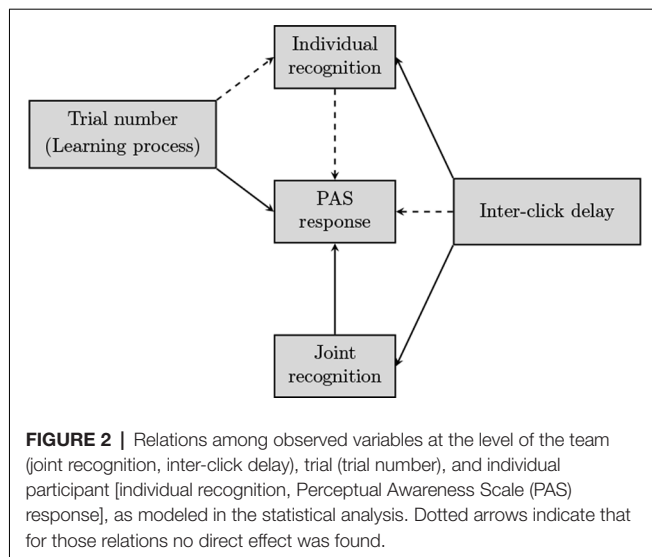 Individual
recognition
Trial number
(Learning process)
PAS
response
Inter-click delay
Joint
recognition
FIGURE 2 | Relations among observed variables at the level of the team
(joint recognition, inter-click delay), trial (trial number), and individual
participant [individual recognition, Perceptual Awareness Scale (PAS)
response], as modeled in the statistical analysis. Dotted arrows indicate that
for those relations no direct effect was found.